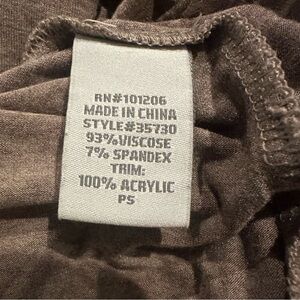 RN#101206
MADE IN CHINA
STYLE#35730
93%VISCOSE
7% SPANDEX
TRIM:
100% ACRYLIC
PS